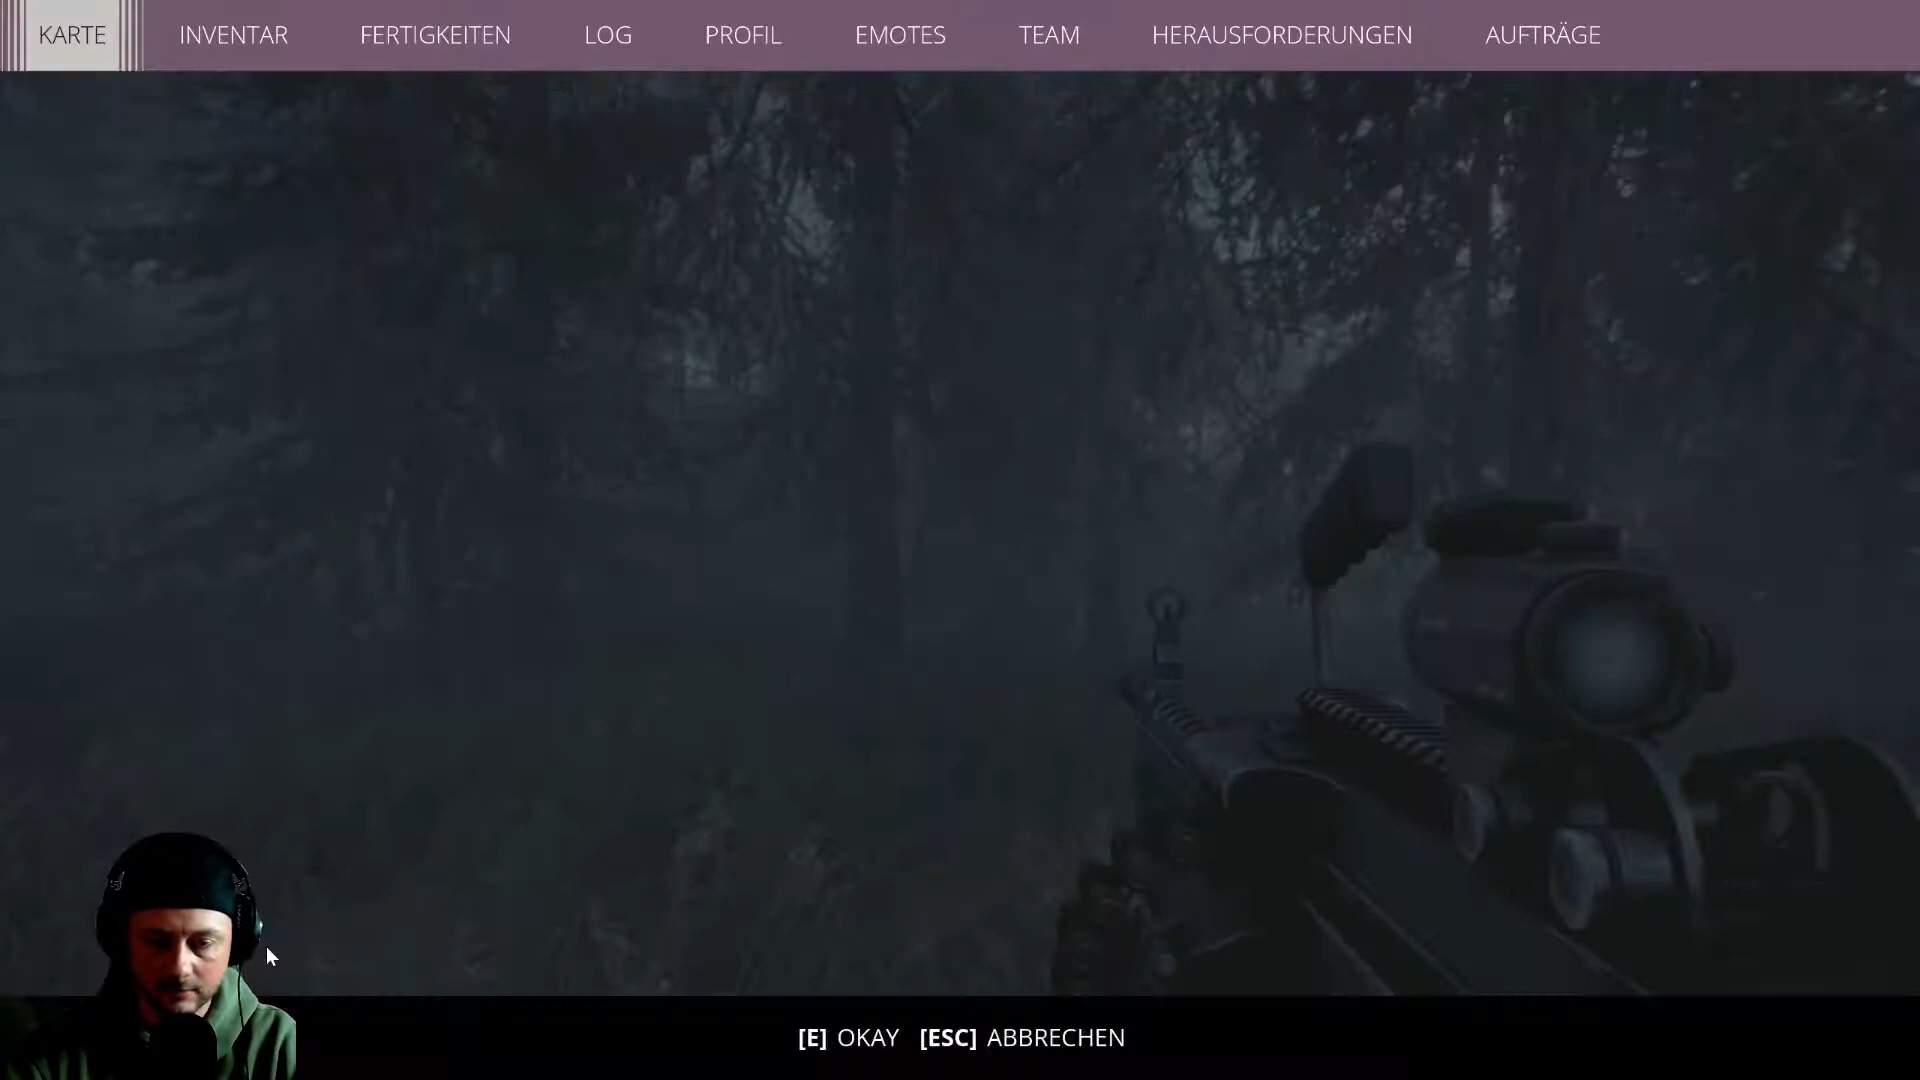 KARTE INVENTAR FERTIGKEITEN LOG PROFIL EMOTES TEAM HERAUSFORDERUNGEN AUFTRÄGE
[E] OKAY [ESC] ABBRECHEN